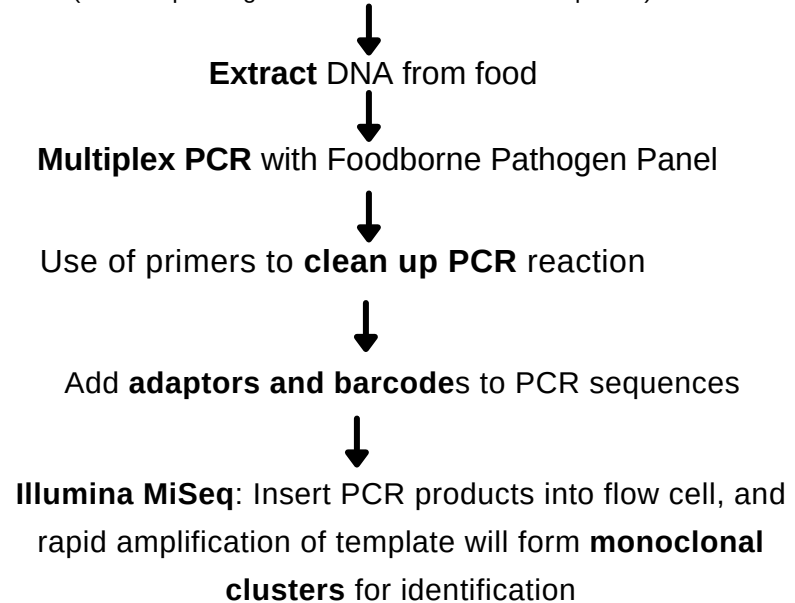 Extract DNA from food
Multiplex PCR with Foodborne Pathogen Panel
Use of primers to clean up PCR reaction
Add adaptors and barcodes to PCR sequences
Illumina MiSeq: Insert PCR products into flow cell, and
rapid amplification of template will form monoclonal
clusters for identification